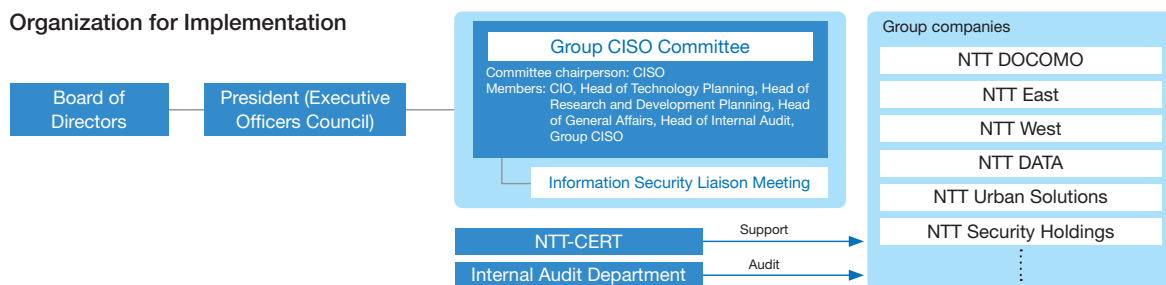 Organization for Implementation
Board of
Directors
President (Executive
Officers Council)
Group CISO Committee
Committee chairperson: CISO
Members: CIO, Head of Technology Planning, Head of
Research and Development Planning, Head
of General Affairs, Head of Internal Audit,
Group CISO
Information Security Liaison Meeting
NTT-CERT
Support
Internal Audit Department
Audit
Group companies
NTT DOCOMO
NTT East
NTT West
NTT DATA
NTT Urban Solutions
NTT Security Holdings